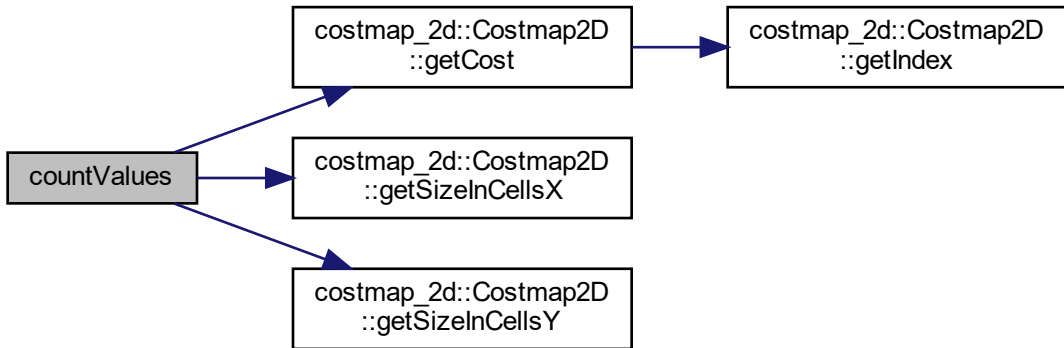 costmap_2d::Costmap2D
::getCost
costmap_2d::Costmap2D
::getIndex
countValues
costmap_2d::Costmap2D
::getSizeInCellsX
costmap_2d::Costmap2D
::getSizeInCellsY